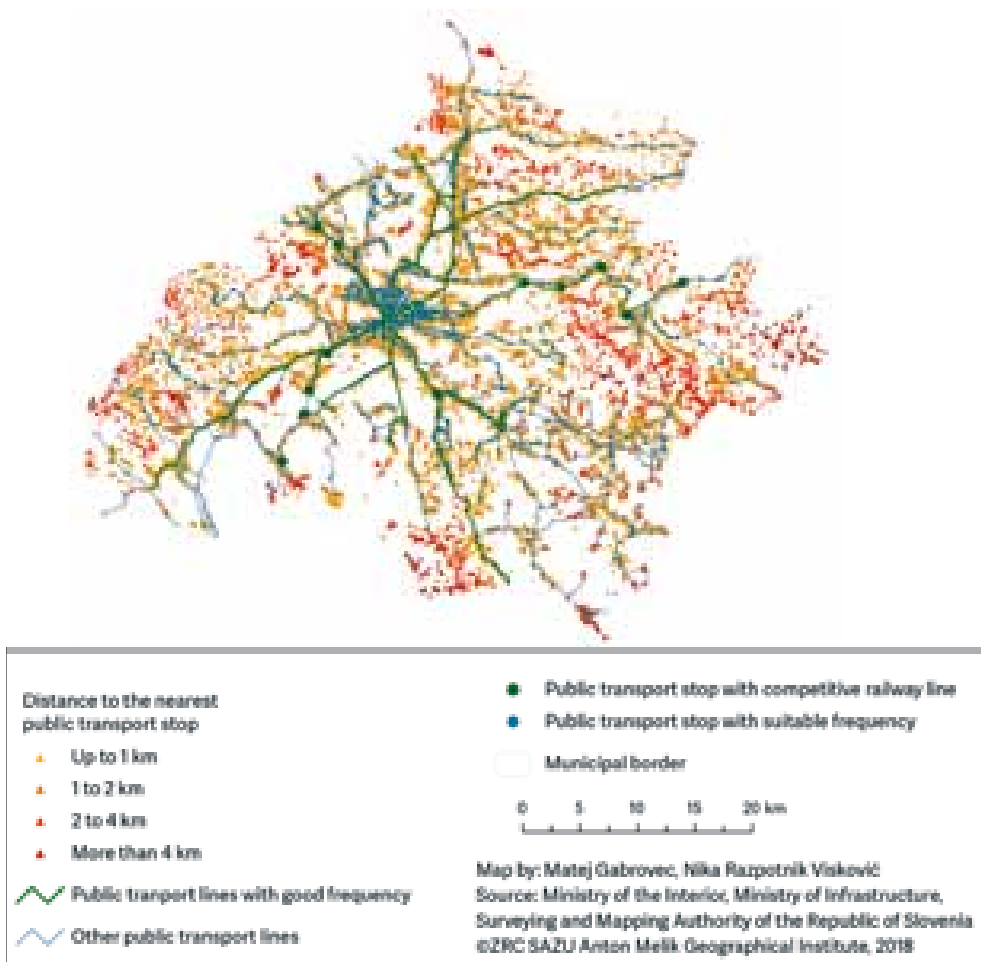 Distance to the nearest
public transport stop
Up to 1 km
1 to 2 km
2 to 4 km
More than 4 km
Public tranport lines with good frequency
Other public transport lines
Public transport stop with competitive railway line
Public transport stop with suitable frequency
Municipal border
0 5 10 15 20 km
Map by: Matej Gabrovec, Nika Razpotnik Visković
Source: Ministry of the Interior, Ministry of Infrastructure,
Surveying and Mapping Authority of the Republic of Slovenia
©ZRC SAZU Anton Melik Geographical Institute, 2018